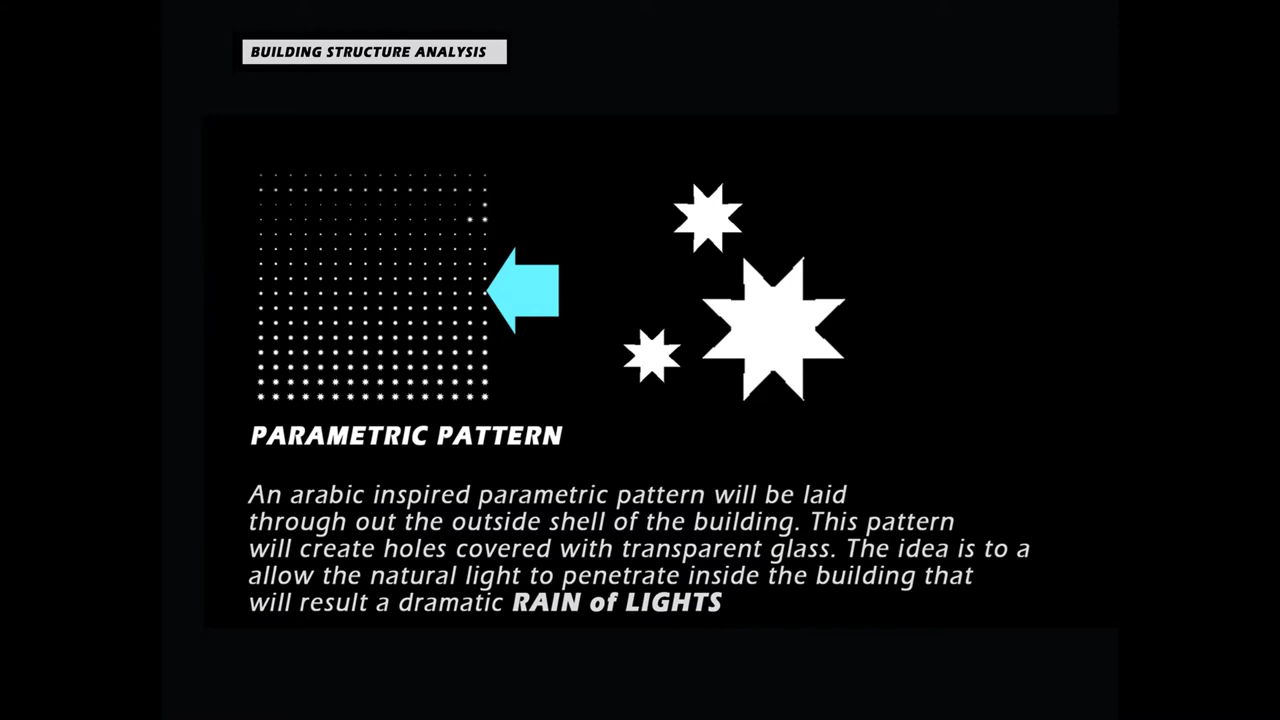 BUILDING STRUCTURE ANALYSIS
PARAMETRIC PATTERN
An arabic inspired parametric pattern will be laid
through out the outside shell of the building. This pattern
will create holes covered with transparent glass. The idea is to a
allow the natural light to penetrate inside the building that
will result a dramatic RAIN of LIGHTS